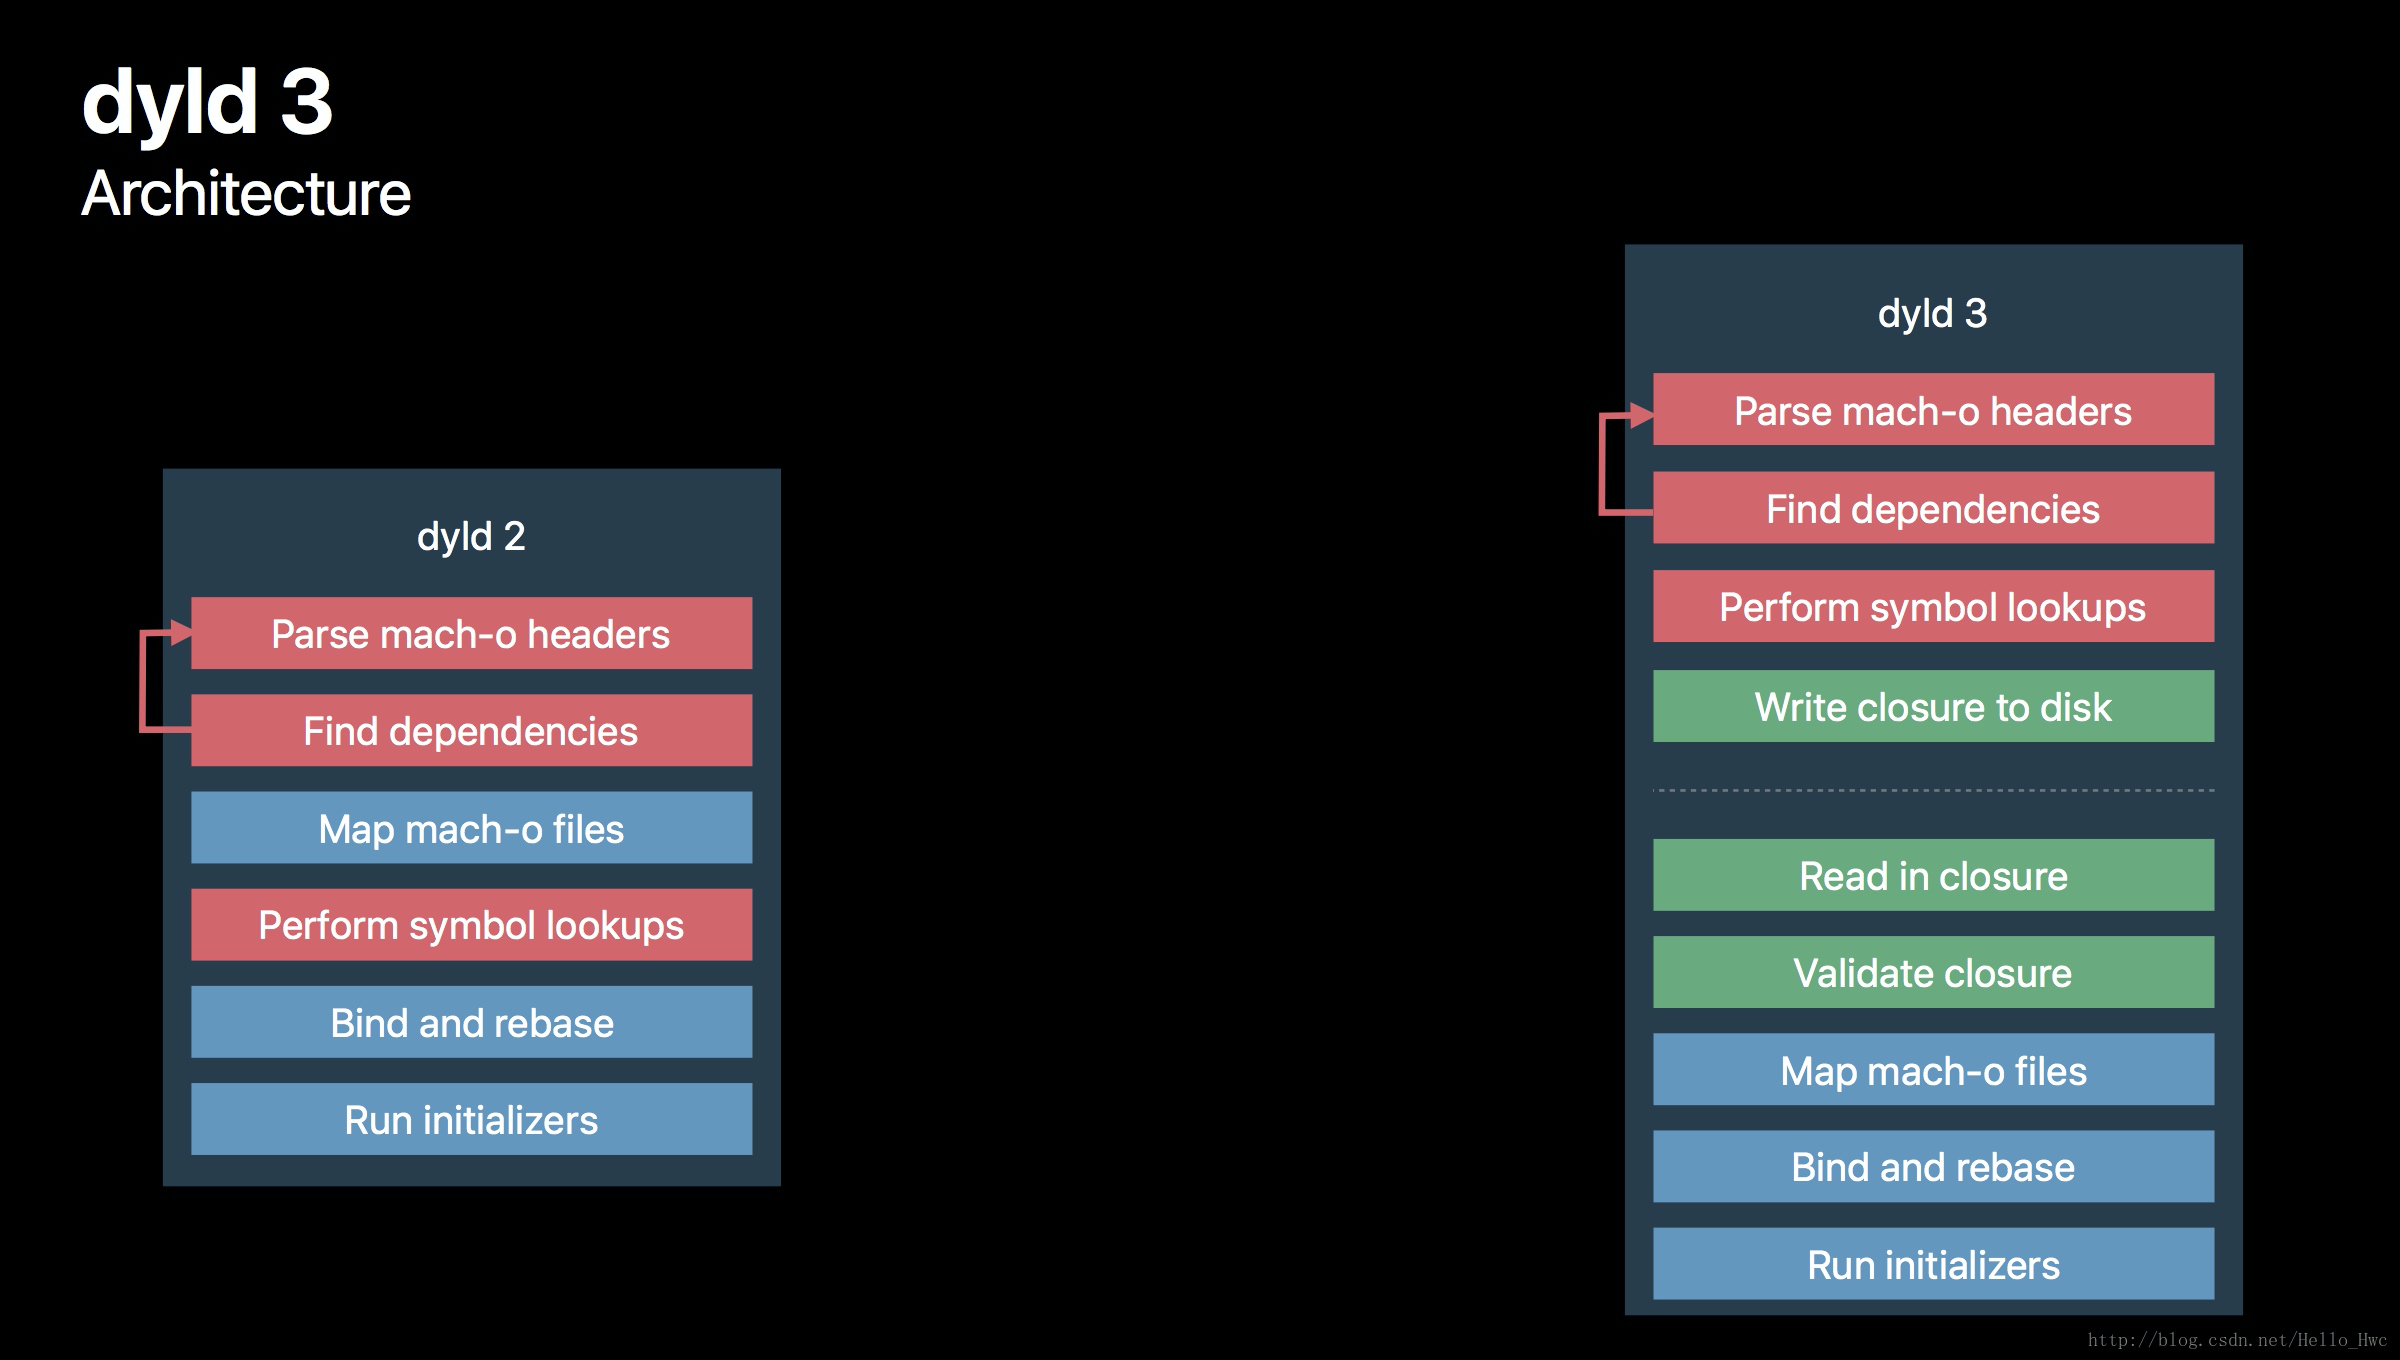 dyld 3
Architecture
dyld 2
Parse mach-o headers
Find dependencies
Map mach-o files
Perform symbol lookups
Bind and rebase
Run initializers
dyld 3
Parse mach-o headers
Find dependencies
Perform symbol lookups
Write closure to disk
Read in closure
Validate closure
Map mach-o files
Bind and rebase
Run initializers
http://blog.csdn.net/Hello_Hwc